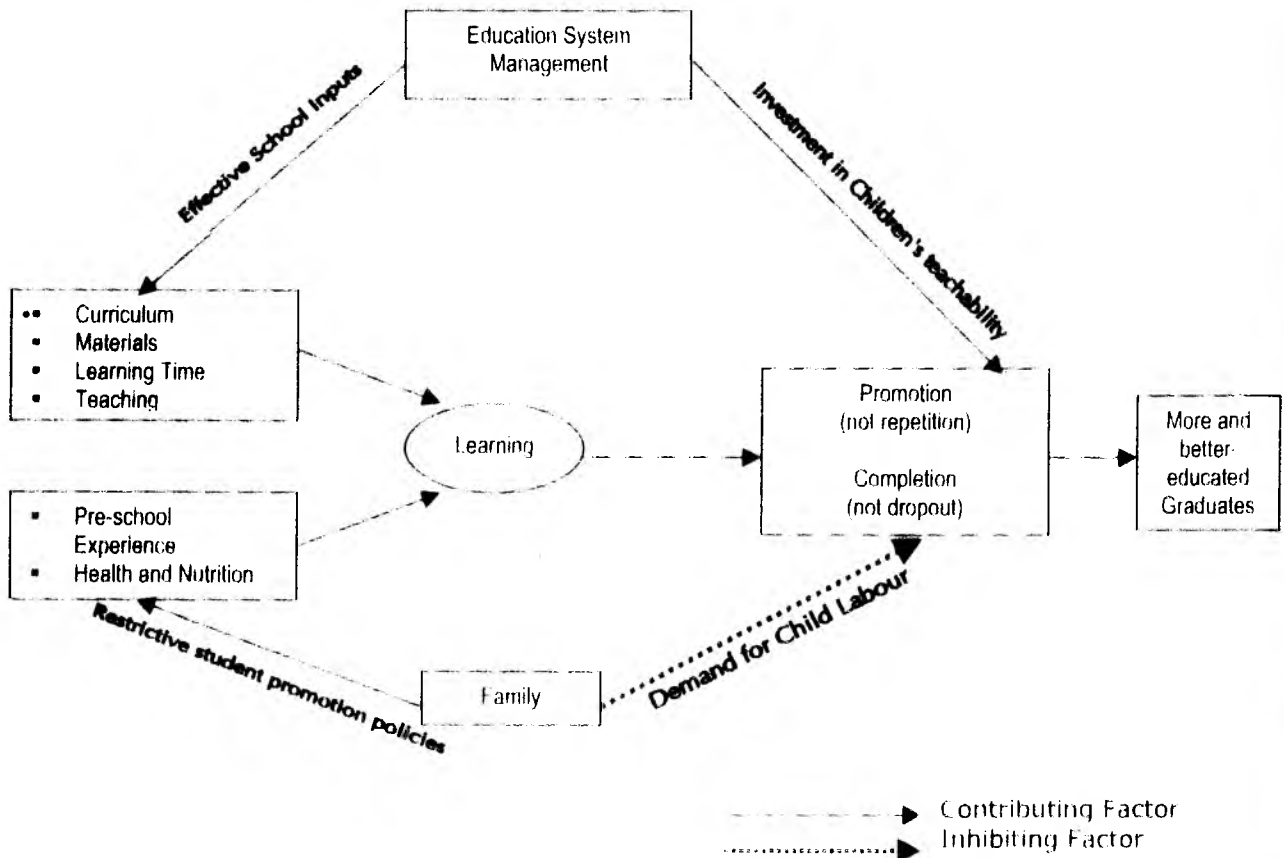 Education System
Management
Effective School Inputs
Investment in Children's teachability
•• Curriculum
▪ Materials
▪ Learning Time
▪ Teaching
Learning
Promotion
(not repetition)
Completion
(not dropout)
More and
better-
educated
Graduates
▪ Pre-school
Experience
▪ Health and Nutrition
Restrictive student promotion policies
Family
Demand for Child Labour
Contributing Factor
Inhibiting Factor